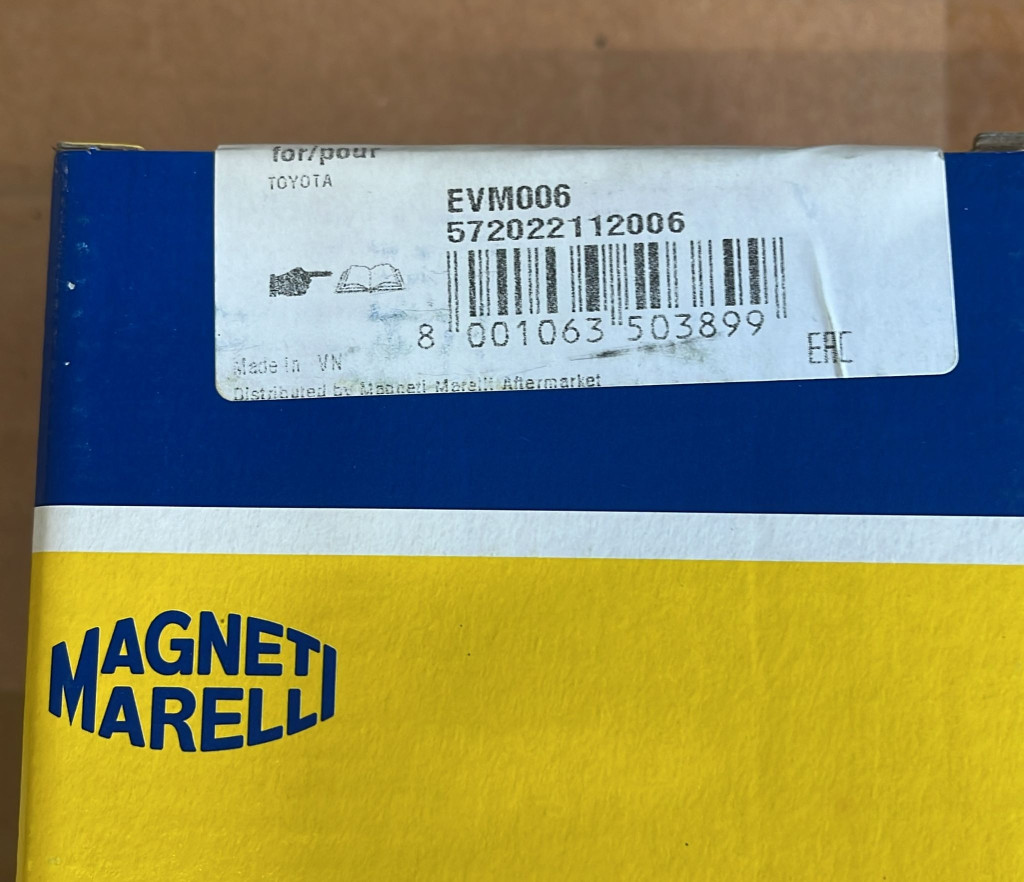 for/pour
TOYOTA
EVM006
572022112006
8 001063 503899
EAC
Made in VN
Distributed by Magneti Marelli Aftermarket
MAGNETI
MARELLI